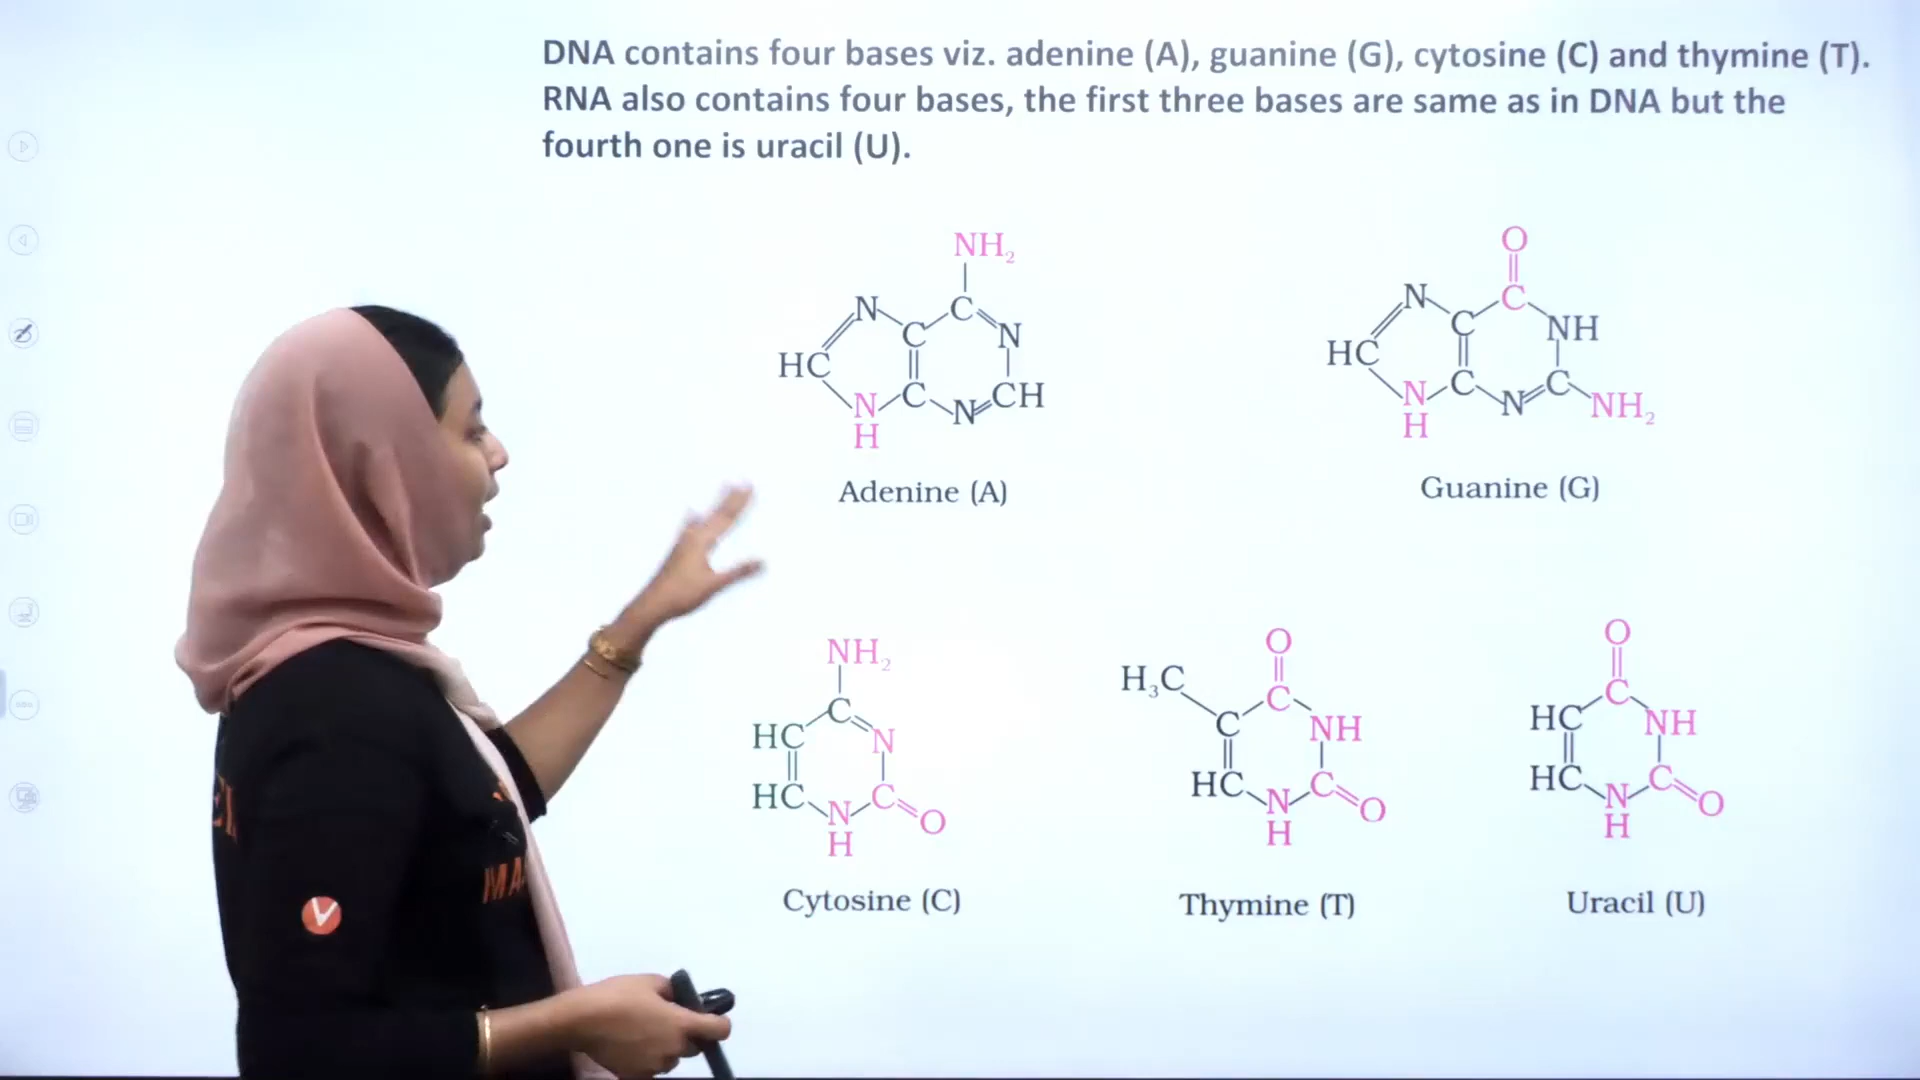 DNA contains four bases viz. adenine (A), guanine (G), cytosine (C) and thymine (T).
RNA also contains four bases, the first three bases are same as in DNA but the
fourth one is uracil (U).
NH₂
N
C
C
N
HC
C
N
CH
N
H
Adenine (A)
O
C
N
C
NH
HC
C
N
C
NH₂
N
H
Guanine (G)
NH₂
C
HC
N
HC
C
N
O
H
Cytosine (C)
O
H₃C
C
C
NH
HC
C
N
O
H
Thymine (T)
O
C
HC
NH
HC
C
N
O
H
Uracil (U)
MA
V